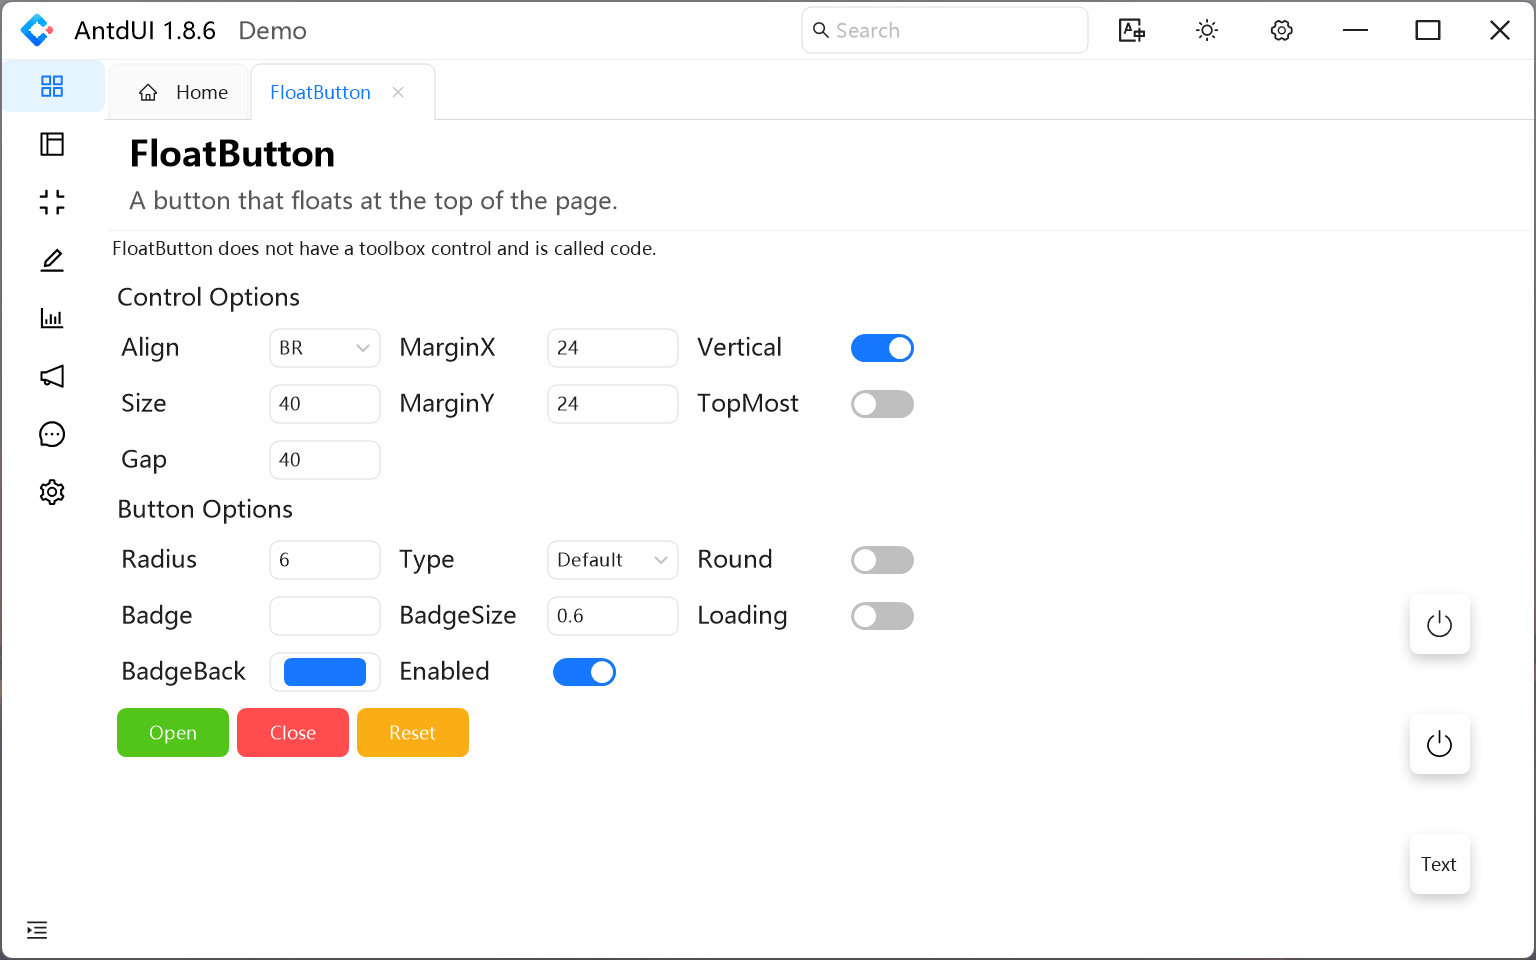 AntdUI 1.8.6 Demo
Search
Home
FloatButton
FloatButton
A button that floats at the top of the page.
FloatButton does not have a toolbox control and is called code.
Control Options
Align BR MarginX 24 Vertical
Size 40 MarginY 24 TopMost
Gap 40
Button Options
Radius 6 Type Default Round
Badge BadgeSize 0.6 Loading
BadgeBack Enabled
Open Close Reset
Text